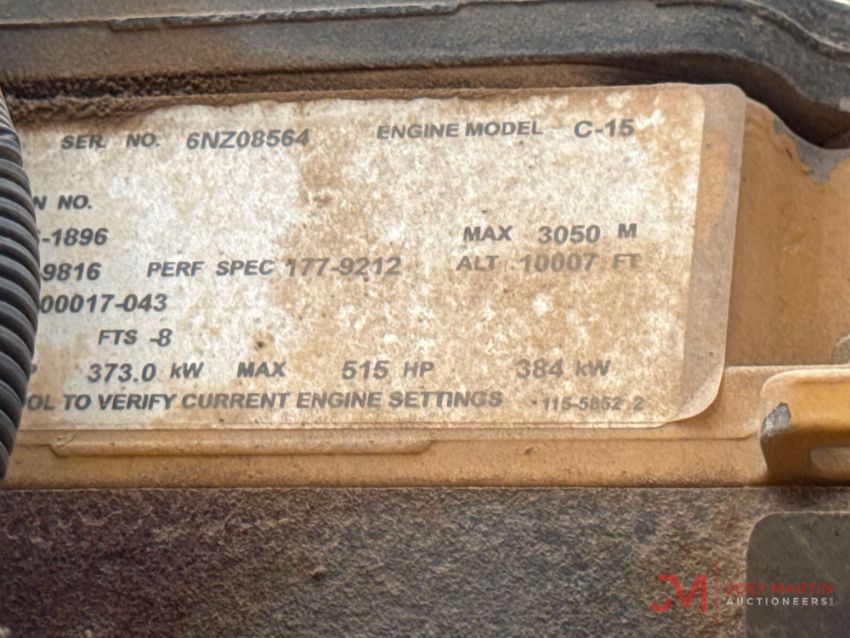 SER. NO. 6NZ08564 ENGINE MODEL C-15
N NO.
-1896 MAX 3050 M
9816 PERF SPEC 177-9212 ALT 10007 FT
00017-043
FTS -8
373.0 kW MAX 515 HP 384 kW
OL TO VERIFY CURRENT ENGINE SETTINGS 115-5852 2
JM JOEY MARTIN
AUCTIONEERS